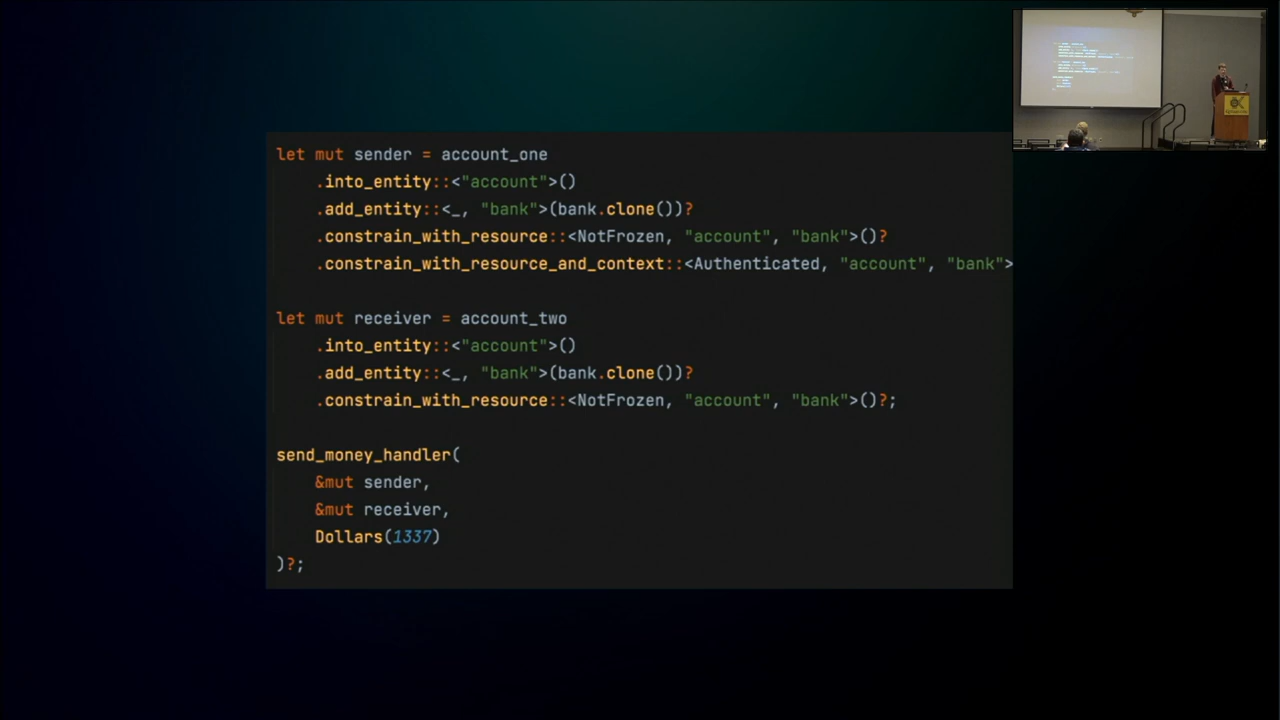 let mut sender = account_one
    .into_entity::<"account">()
    .add_entity::<_, "bank">(bank.clone())?
    .constrain_with_resource::<NotFrozen, "account", "bank">()?
    .constrain_with_resource_and_context::<Authenticated, "account", "bank">
let mut receiver = account_two
    .into_entity::<"account">()
    .add_entity::<_, "bank">(bank.clone())?
    .constrain_with_resource::<NotFrozen, "account", "bank">()?;
send_money_handler(
    &mut sender,
    &mut receiver,
    Dollars(1337)
)?;